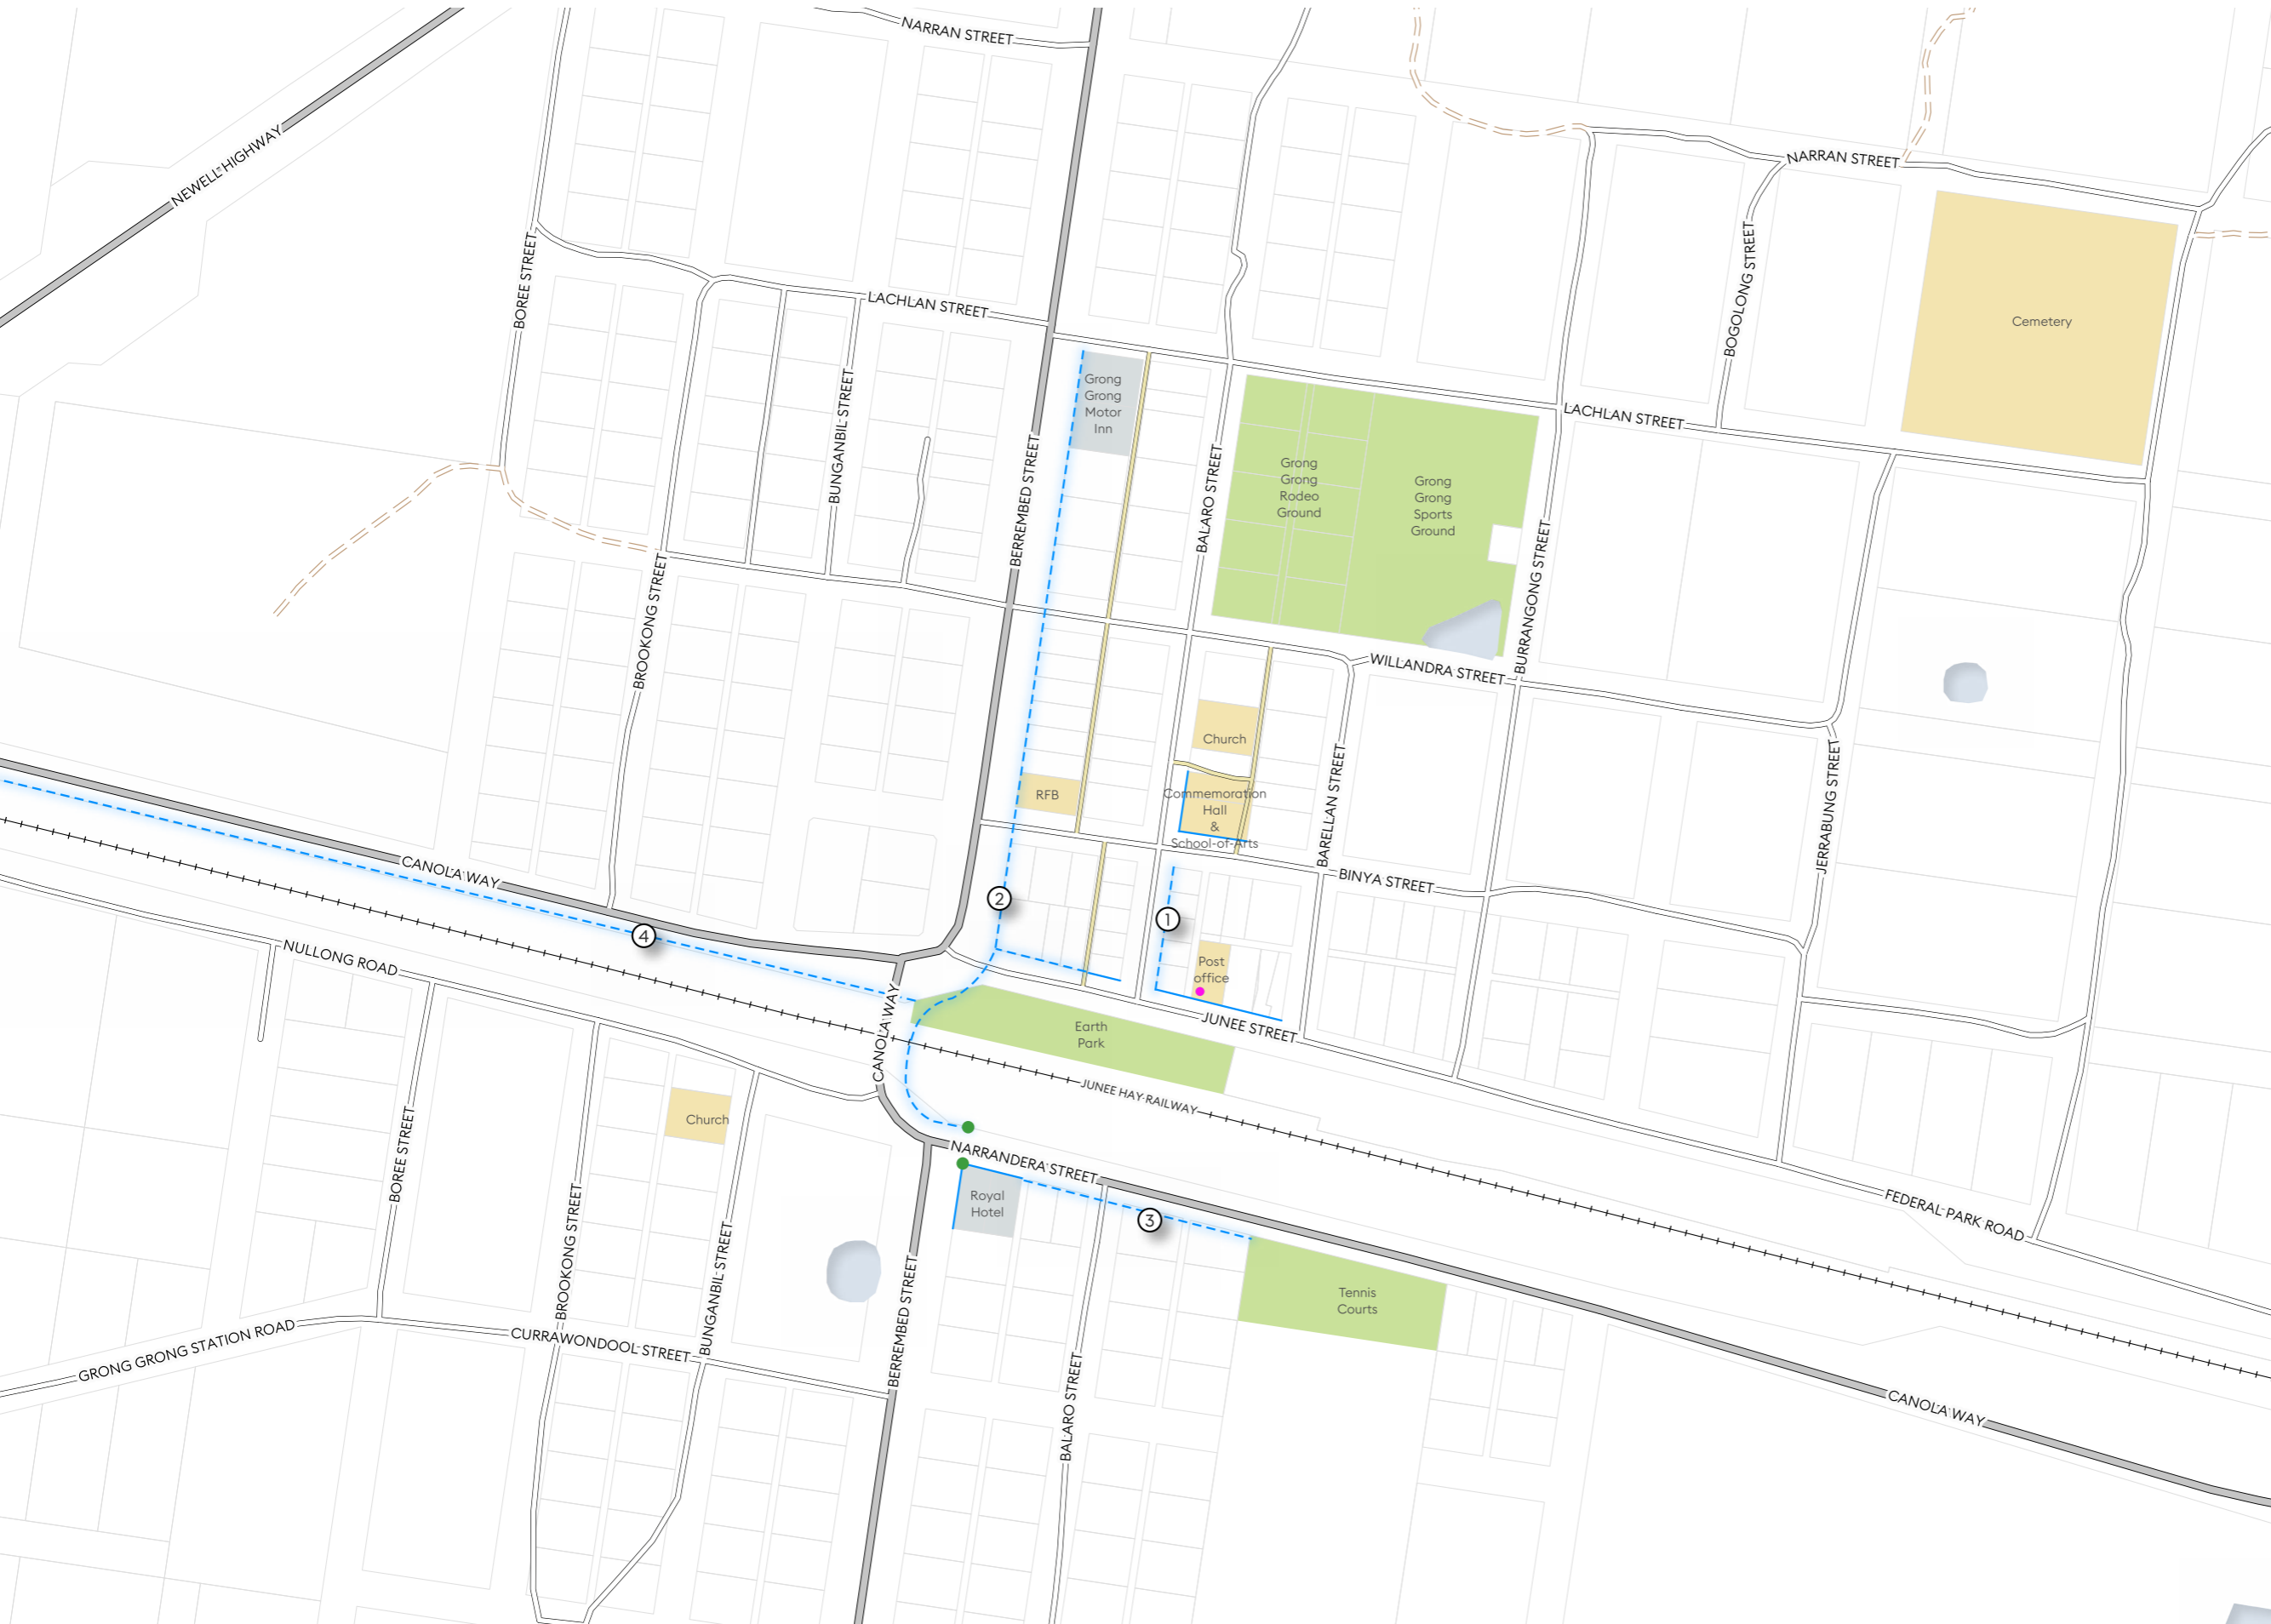 NARRAN STREET
NEWELL HIGHWAY
NARRAN STREET
BOREE STREET
LACHLAN STREET
BOGOLONG STREET
Cemetery
Grong
Grong
Motor
Inn
BUNGANBIL STREET
LACHLAN STREET
BERREMBED STREET
BALARO STREET
Grong
Grong
Rodeo
Ground
Grong
Grong
Sports
Ground
BURRANGONG STREET
BROOKONG STREET
WILLANDRA STREET
Church
RFB
Commemoration
Hall
&
School-of-Arts
BARELLAN STREET
JERRABUNG STREET
CANOLA WAY
BINYA STREET
2
1
4
NULLONG ROAD
Post
office
CANOLA WAY
Earth
Park
JUNEE STREET
JUNEE HAY RAILWAY
Church
BOREE STREET
NARRANDERA STREET
Royal
Hotel
3
FEDERAL PARK ROAD
BROOKONG STREET
BUNGANBIL STREET
BERREMBED STREET
Tennis
Courts
GRONG GRONG STATION ROAD
CURRAWONDOOL STREET
BALARO STREET
CANOLA WAY